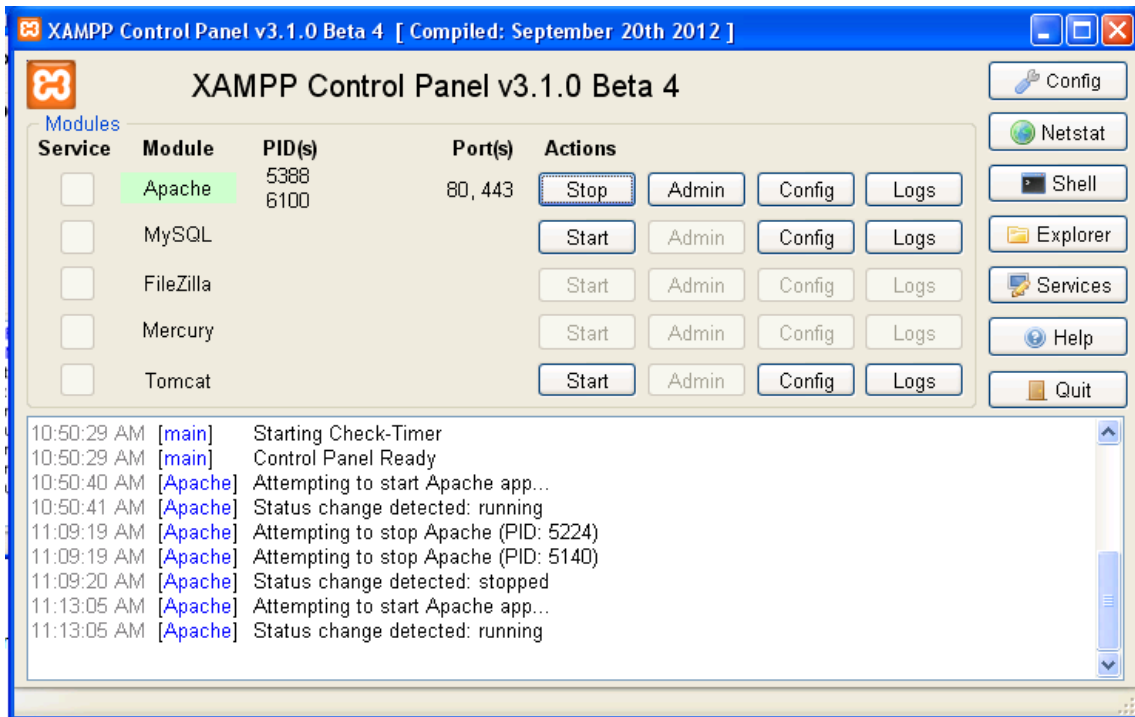 XAMPP Control Panel v3.1.0 Beta 4 [ Compiled: September 20th 2012 ]
XAMPP Control Panel v3.1.0 Beta 4
Config
Modules
Netstat
Service Module PID(s) Port(s) Actions
Apache 5388 6100 80, 443 Stop Admin Config Logs
Shell
MySQL Start Admin Config Logs
Explorer
FileZilla Start Admin Config Logs
Services
Mercury Start Admin Config Logs
Help
Tomcat Start Admin Config Logs
Quit
10:50:29 AM [main] Starting Check-Timer
10:50:29 AM [main] Control Panel Ready
10:50:40 AM [Apache] Attempting to start Apache app...
10:50:41 AM [Apache] Status change detected: running
11:09:19 AM [Apache] Attempting to stop Apache (PID: 5224)
11:09:19 AM [Apache] Attempting to stop Apache (PID: 5140)
11:09:20 AM [Apache] Status change detected: stopped
11:13:05 AM [Apache] Attempting to start Apache app...
11:13:05 AM [Apache] Status change detected: running